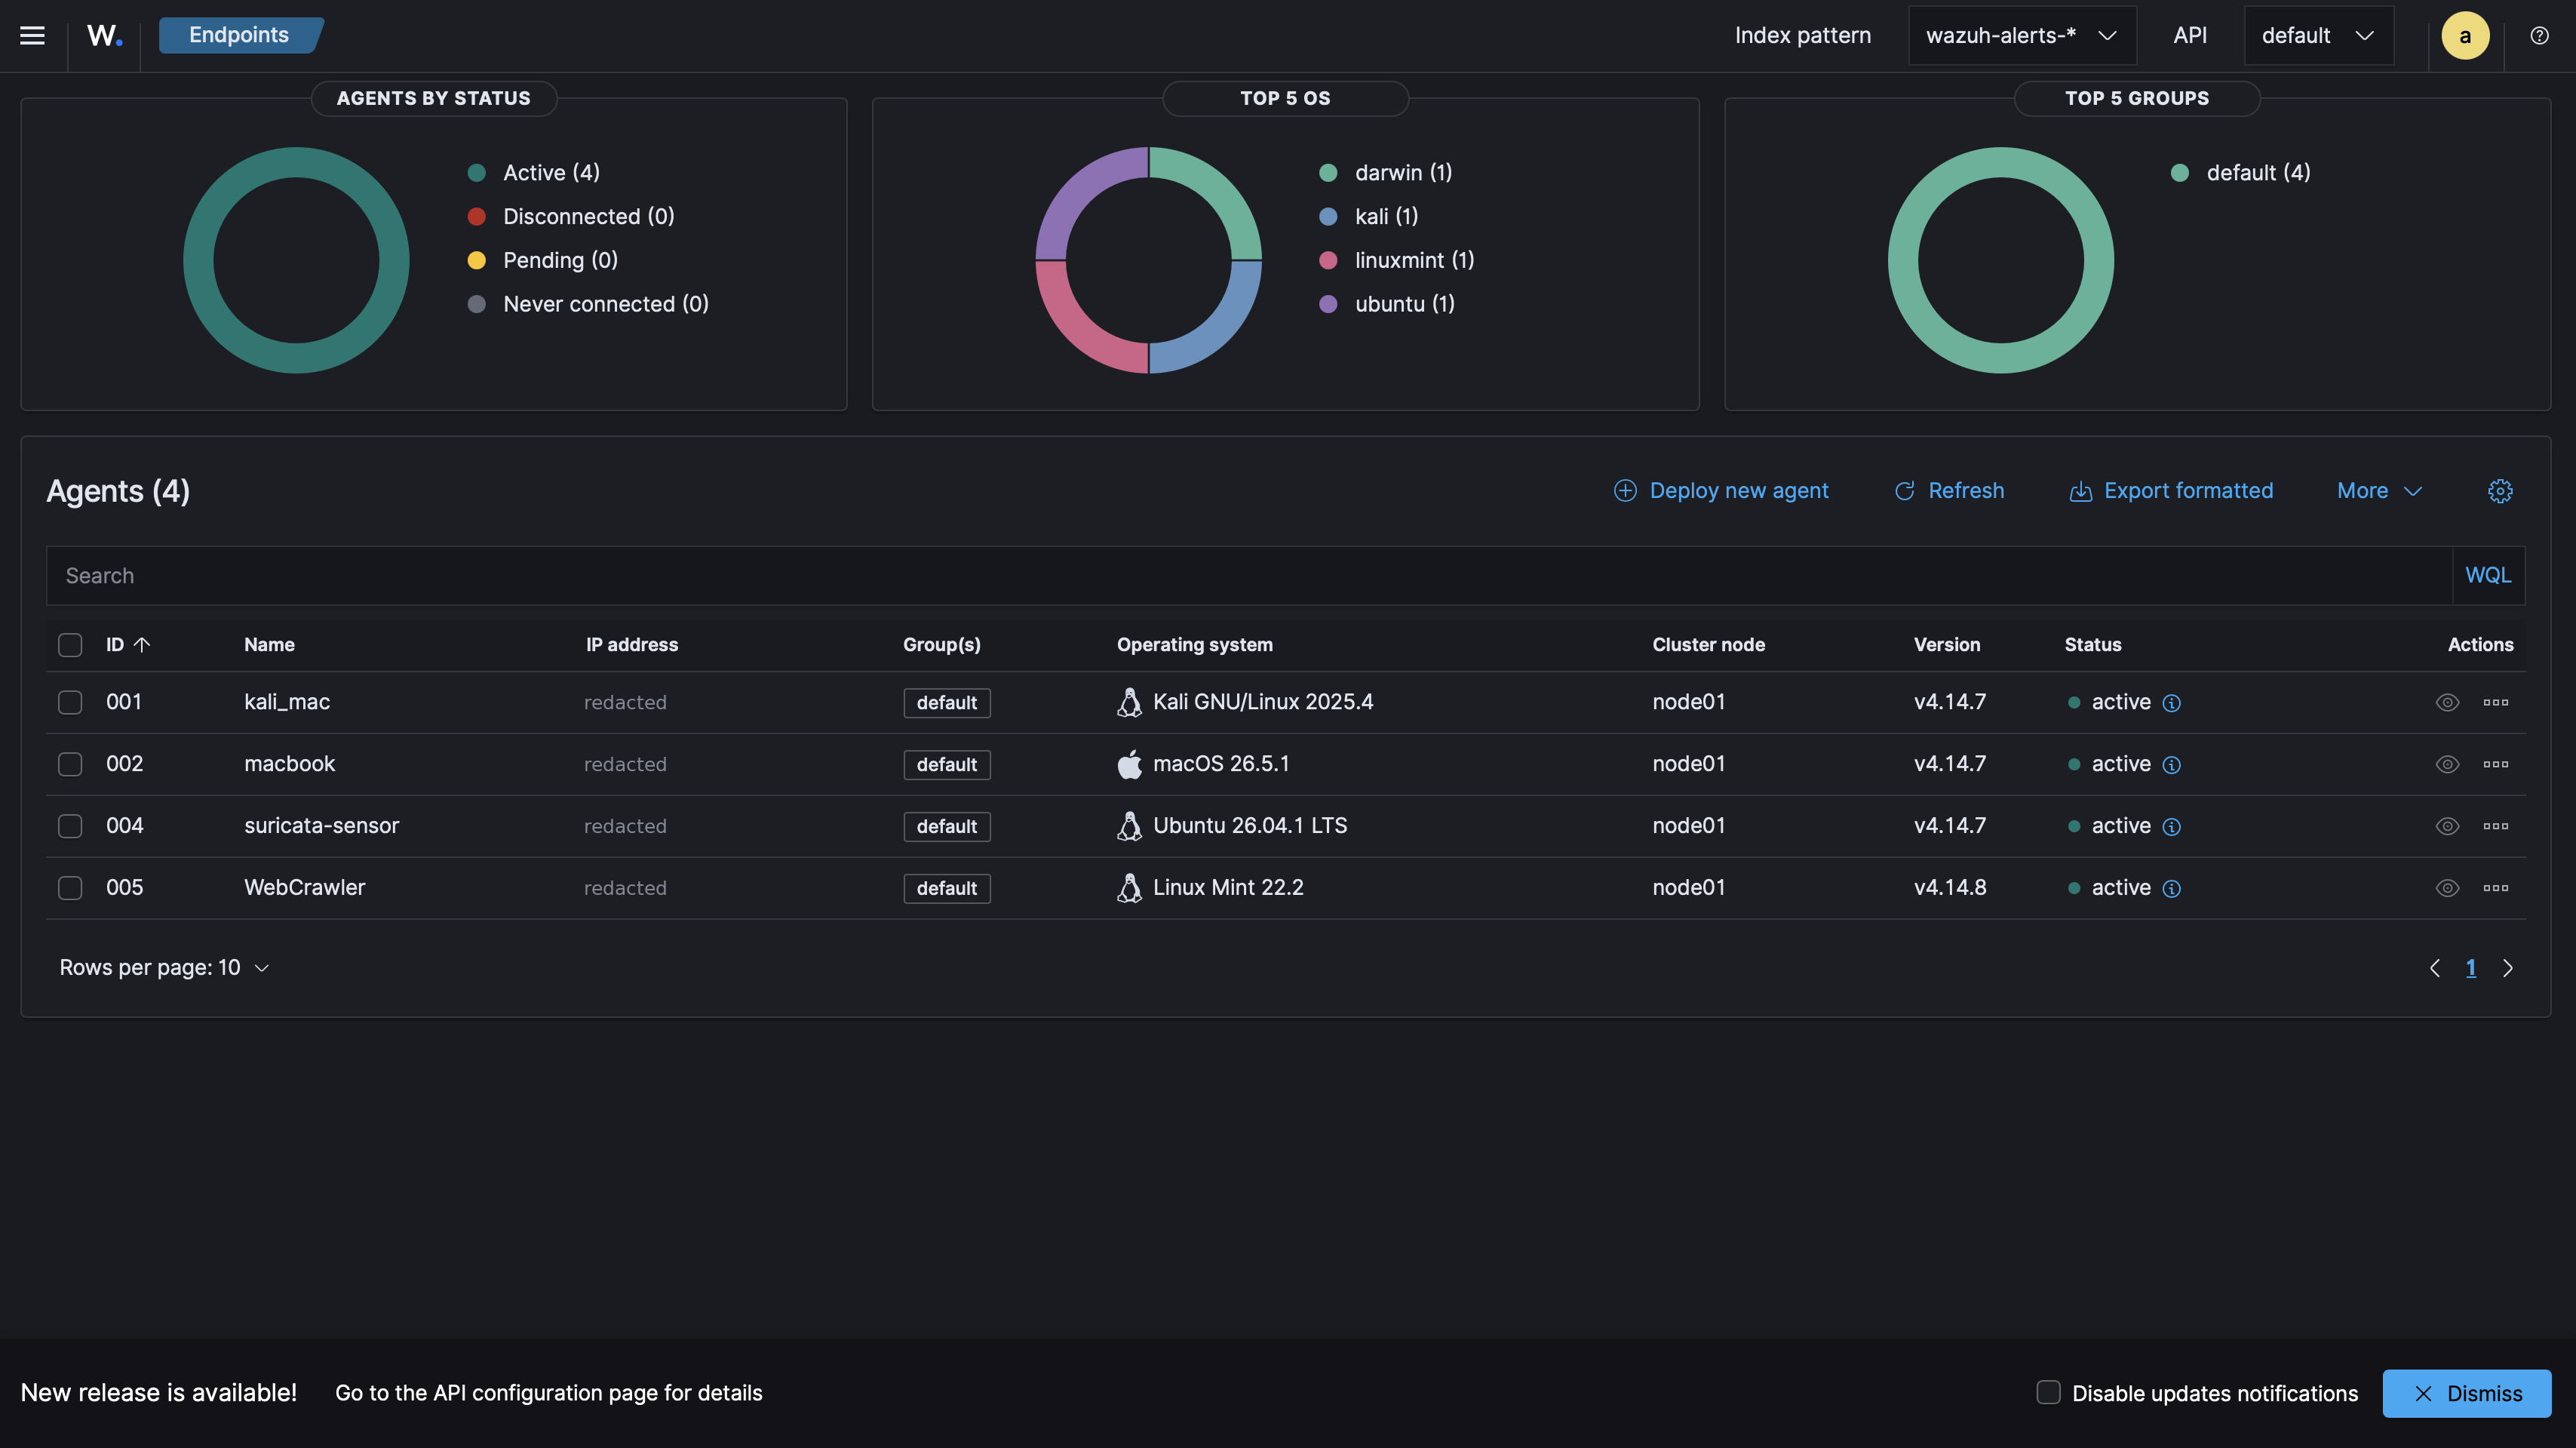 W. Endpoints Index pattern wazuh-alerts-* API default a
AGENTS BY STATUS
Active (4)
Disconnected (0)
Pending (0)
Never connected (0)
TOP 5 OS
darwin (1)
kali (1)
linuxmint (1)
ubuntu (1)
TOP 5 GROUPS
default (4)
Agents (4) Deploy new agent Refresh Export formatted More
Search WQL
ID Name IP address Group(s) Operating system Cluster node Version Status Actions
001 kali_mac redacted default Kali GNU/Linux 2025.4 node01 v4.14.7 active
002 macbook redacted default macOS 26.5.1 node01 v4.14.7 active
004 suricata-sensor redacted default Ubuntu 26.04.1 LTS node01 v4.14.7 active
005 WebCrawler redacted default Linux Mint 22.2 node01 v4.14.8 active
Rows per page: 10 1
New release is available! Go to the API configuration page for details Disable updates notifications Dismiss